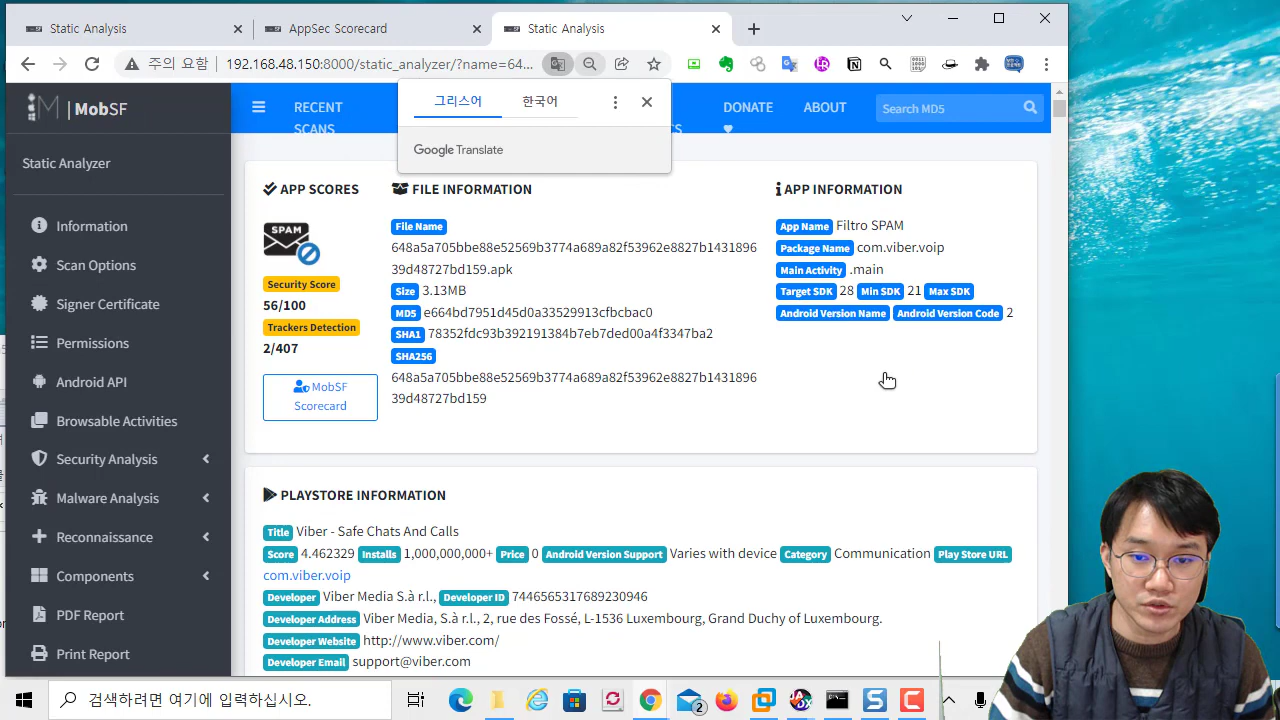 Static Analysis
AppSec Scorecard
Static Analysis
주의 요함
192.168.48.150:8000/static_analyzer/?name=64...
그리스어
한국어
Google Translate
MobSF
RECENT SCANS
DONATE
ABOUT
Search MD5
Static Analyzer
Information
Scan Options
Signer Certificate
Permissions
Android API
Browsable Activities
Security Analysis
Malware Analysis
Reconnaissance
Components
PDF Report
Print Report
APP SCORES
SPAM
Security Score
56/100
Trackers Detection
2/407
MobSF
Scorecard
FILE INFORMATION
File Name
648a5a705bbe88e52569b3774a689a82f53962e8827b1431896
39d48727bd159.apk
Size 3.13MB
MD5 e664bd7951d45d0a33529913cfbcbac0
SHA1 78352fdc93b392191384b7eb7ded00a4f3347ba2
SHA256
648a5a705bbe88e52569b3774a689a82f53962e8827b1431896
39d48727bd159
APP INFORMATION
App Name Filtro SPAM
Package Name com.viber.voip
Main Activity .main
Target SDK 28 Min SDK 21 Max SDK
Android Version Name Android Version Code 2
PLAYSTORE INFORMATION
Title Viber - Safe Chats And Calls
Score 4.462329 Installs 1,000,000,000+ Price 0 Android Version Support Varies with device Category Communication Play Store URL
com.viber.voip
Developer Viber Media S.à r.l., Developer ID 7446565317689230946
Developer Address Viber Media, S.à r.l., 2, rue des Fossé, L-1536 Luxembourg, Grand Duchy of Luxembourg.
Developer Website http://www.viber.com/
Developer Email support@viber.com
검색하려면 여기에 입력하십시오.
2